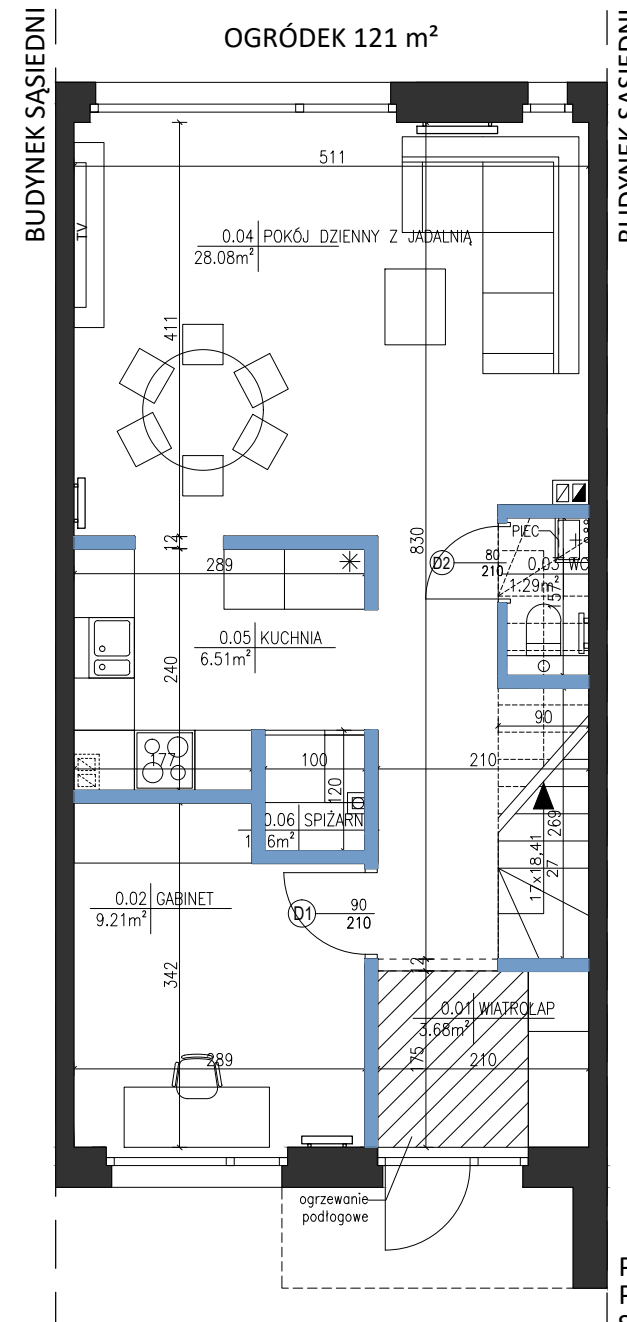 OGRÓDEK 121 m²
BUDYNEK SĄSIEDNI
BUDYNEK SĄSIEDNI
511
TV
0.04 POKÓJ DZIENNY Z JADALNIĄ
28.08m²
411
830
12
289
PIEC
D2
80
210
0.03 WC
1.29m²
157
0.05 KUCHNIA
6.51m²
240
90
177
100
210
120
0.06 SPIŻARN
269
27
17x18,41
0.02 GABINET
9.21m²
D1
90
210
342
12
0.01 WIATROŁAP
3.68m²
175
289
210
ogrzewanie
podłogowe
P
P